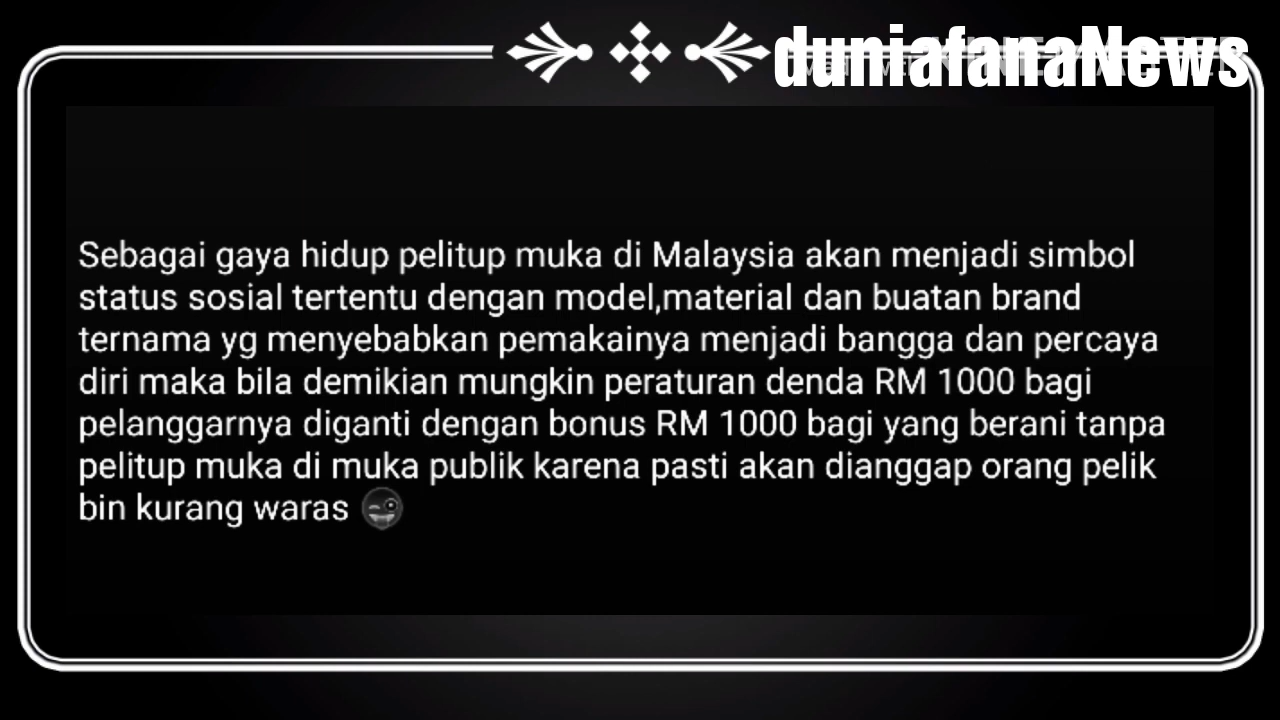 duniafanaNews
Sebagai gaya hidup pelitup muka di Malaysia akan menjadi simbol
status sosial tertentu dengan model,material dan buatan brand
ternama yg menyebabkan pemakainya menjadi bangga dan percaya
diri maka bila demikian mungkin peraturan denda RM 1000 bagi
pelanggarnya diganti dengan bonus RM 1000 bagi yang berani tanpa
pelitup muka di muka publik karena pasti akan dianggap orang pelik
bin kurang waras 😜